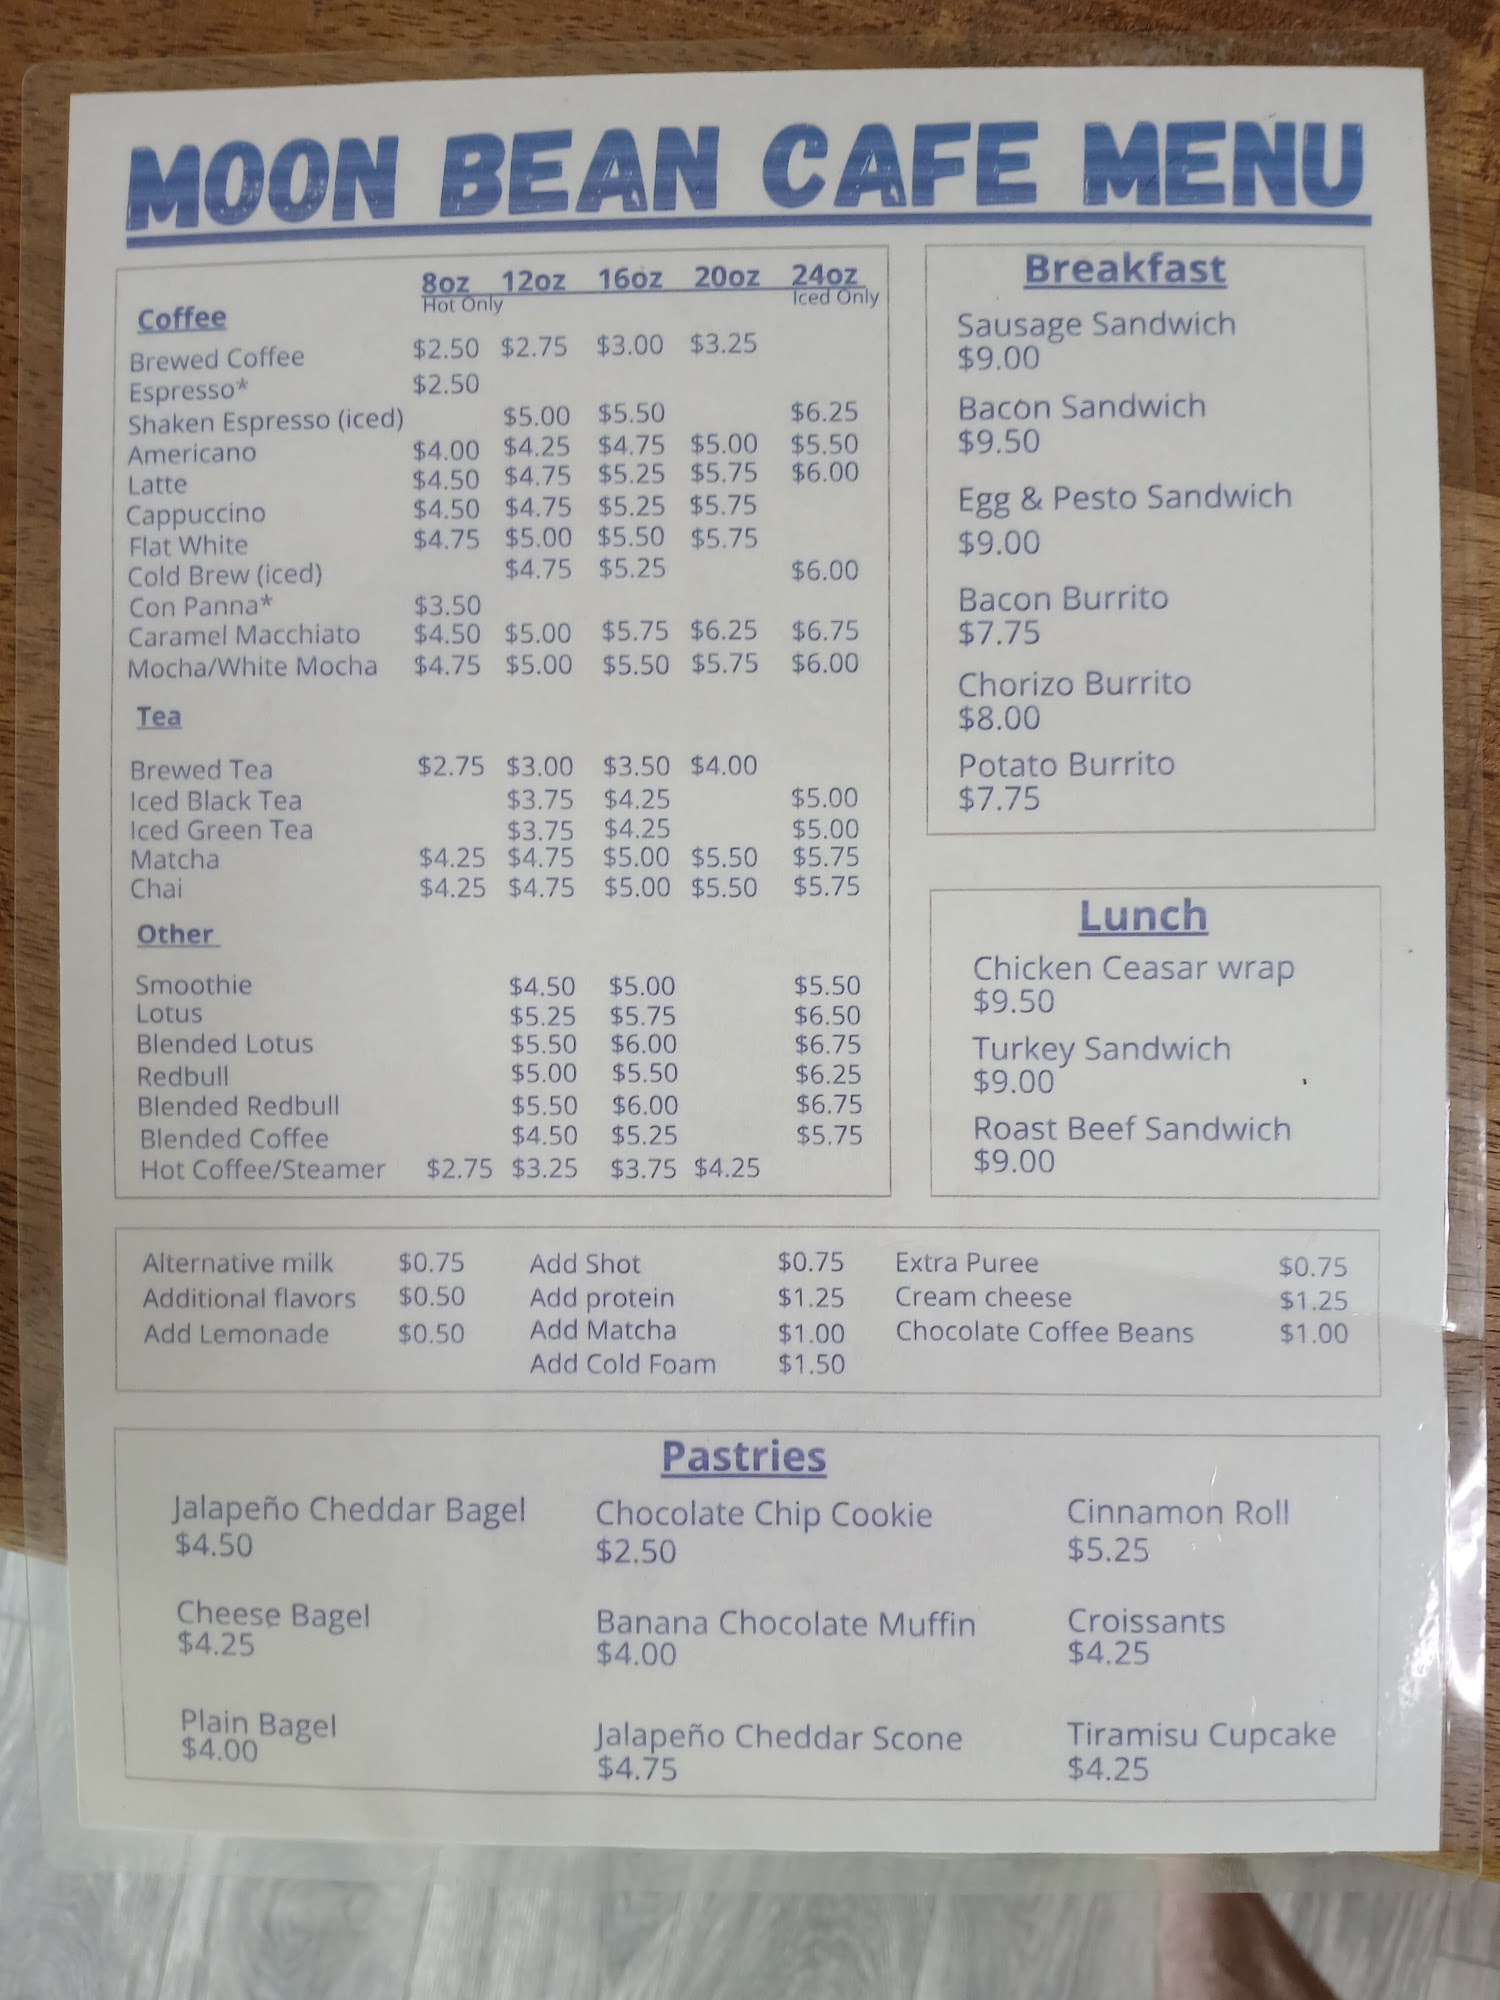 MOON BEAN CAFE MENU
8oz 12oz 16oz 20oz 24oz
Hot Only Iced Only
Coffee
Brewed Coffee $2.50 $2.75 $3.00 $3.25
Espresso* $2.50
Shaken Espresso (iced) $5.00 $5.50 $6.25
Americano $4.00 $4.25 $4.75 $5.00 $5.50
Latte $4.50 $4.75 $5.25 $5.75 $6.00
Cappuccino $4.50 $4.75 $5.25 $5.75
Flat White $4.75 $5.00 $5.50 $5.75
Cold Brew (iced) $4.75 $5.25 $6.00
Con Panna* $3.50
Caramel Macchiato $4.50 $5.00 $5.75 $6.25 $6.75
Mocha/White Mocha $4.75 $5.00 $5.50 $5.75 $6.00
Tea
Brewed Tea $2.75 $3.00 $3.50 $4.00
Iced Black Tea $3.75 $4.25 $5.00
Iced Green Tea $3.75 $4.25 $5.00
Matcha $4.25 $4.75 $5.00 $5.50 $5.75
Chai $4.25 $4.75 $5.00 $5.50 $5.75
Other
Smoothie $4.50 $5.00 $5.50
Lotus $5.25 $5.75 $6.50
Blended Lotus $5.50 $6.00 $6.75
Redbull $5.00 $5.50 $6.25
Blended Redbull $5.50 $6.00 $6.75
Blended Coffee $4.50 $5.25 $5.75
Hot Coffee/Steamer $2.75 $3.25 $3.75 $4.25
Breakfast
Sausage Sandwich
$9.00
Bacon Sandwich
$9.50
Egg & Pesto Sandwich
$9.00
Bacon Burrito
$7.75
Chorizo Burrito
$8.00
Potato Burrito
$7.75
Lunch
Chicken Ceasar wrap
$9.50
Turkey Sandwich
$9.00
Roast Beef Sandwich
$9.00
Alternative milk $0.75 Add Shot $0.75 Extra Puree $0.75
Additional flavors $0.50 Add protein $1.25 Cream cheese $1.25
Add Lemonade $0.50 Add Matcha $1.00 Chocolate Coffee Beans $1.00
Add Cold Foam $1.50
Pastries
Jalapeño Cheddar Bagel Chocolate Chip Cookie Cinnamon Roll
$4.50 $2.50 $5.25
Cheese Bagel Banana Chocolate Muffin Croissants
$4.25 $4.00 $4.25
Plain Bagel Jalapeño Cheddar Scone Tiramisu Cupcake
$4.00 $4.75 $4.25